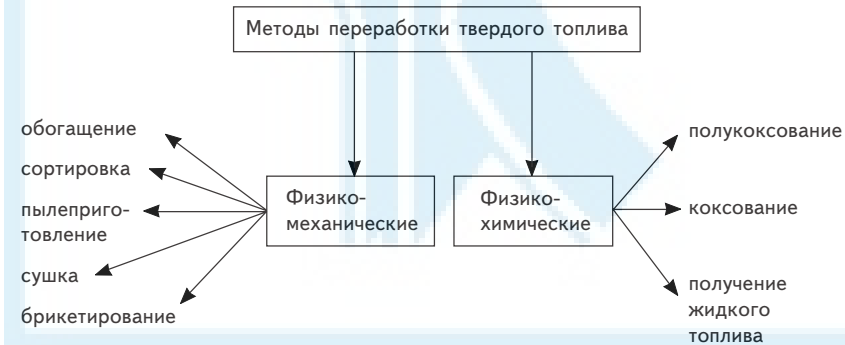 Методы переработки твердого топлива
обогащение
сортировка
пылеприго-
товление
сушка
брикетирование
Физико-
механические
Физико-
химические
полукоксование
коксование
получение
жидкого
топлива